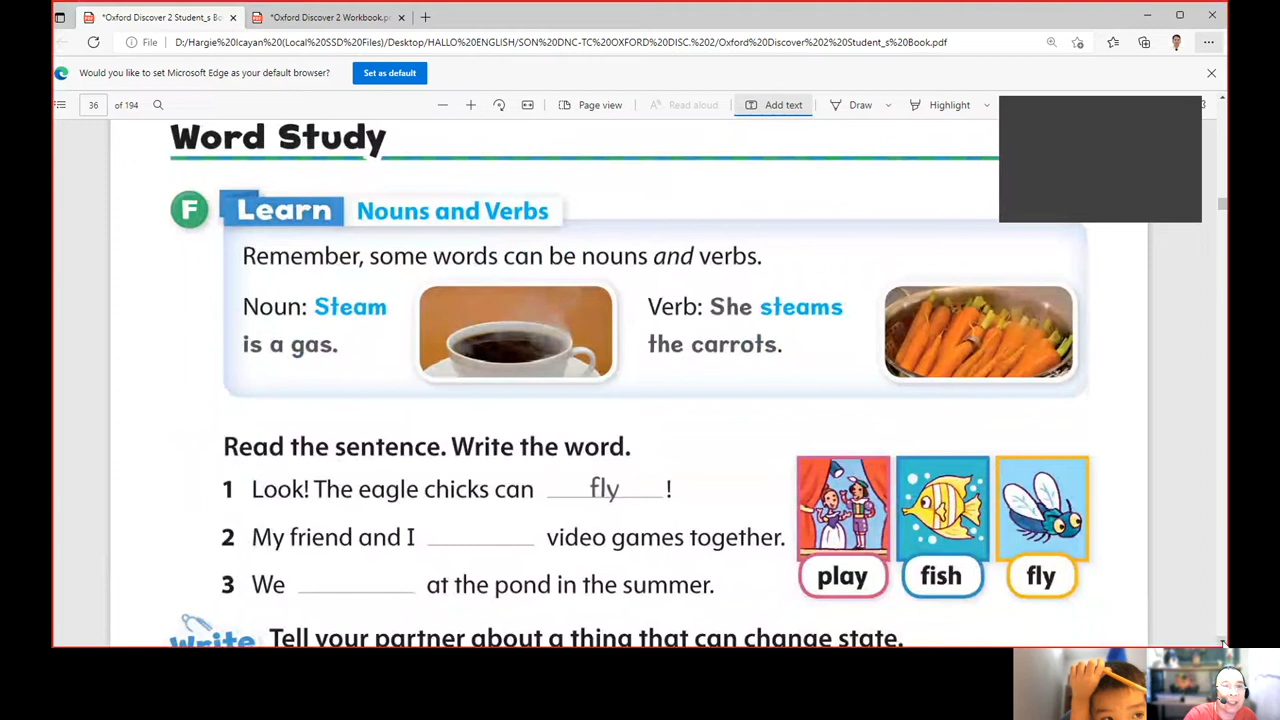 *Oxford Discover 2 Student_s Bo
*Oxford Discover 2 Workbook.p
File D:/Hargie%20Icayan%20(Local%20SSD%20Files)/Desktop/HALLO%20ENGLISH/SON%20DNC-TC%20OXFORD%20DISC.%202/Oxford%20Discover%202%20Student_s%20Book.pdf
Would you like to set Microsoft Edge as your default browser? Set as default
36 of 194 Page view Read aloud Add text Draw Highlight 3
Word Study
F Learn Nouns and Verbs
Remember, some words can be nouns and verbs.
Noun: Steam
is a gas.
Verb: She steams
the carrots.
Read the sentence. Write the word.
1 Look! The eagle chicks can fly !
2 My friend and I ________ video games together.
3 We ________ at the pond in the summer.
play fish fly
Write Tell your partner about a thing that can change state.